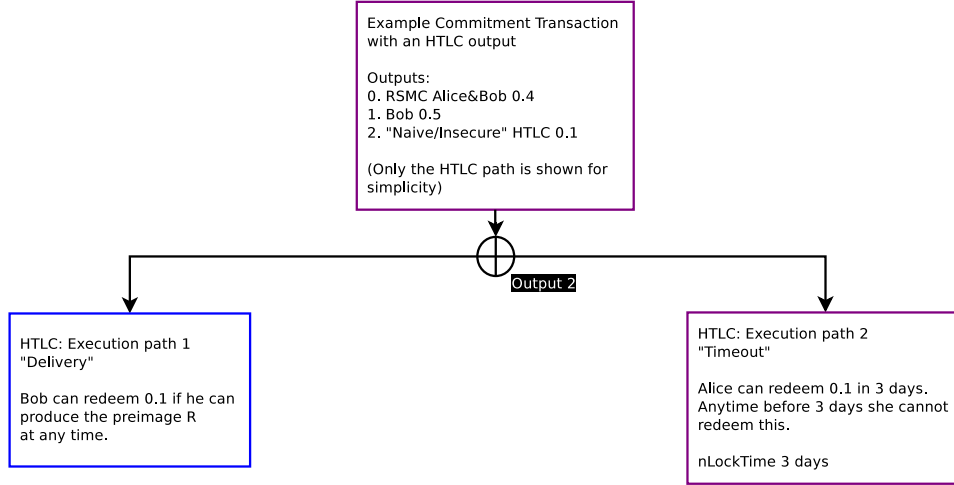 Example Commitment Transaction
with an HTLC output
Outputs:
0. RSMC Alice&Bob 0.4
1. Bob 0.5
2. "Naive/Insecure" HTLC 0.1
(Only the HTLC path is shown for
simplicity)
Output 2
HTLC: Execution path 1
"Delivery"
Bob can redeem 0.1 if he can
produce the preimage R
at any time.
HTLC: Execution path 2
"Timeout"
Alice can redeem 0.1 in 3 days.
Anytime before 3 days she cannot
redeem this.
nLockTime 3 days